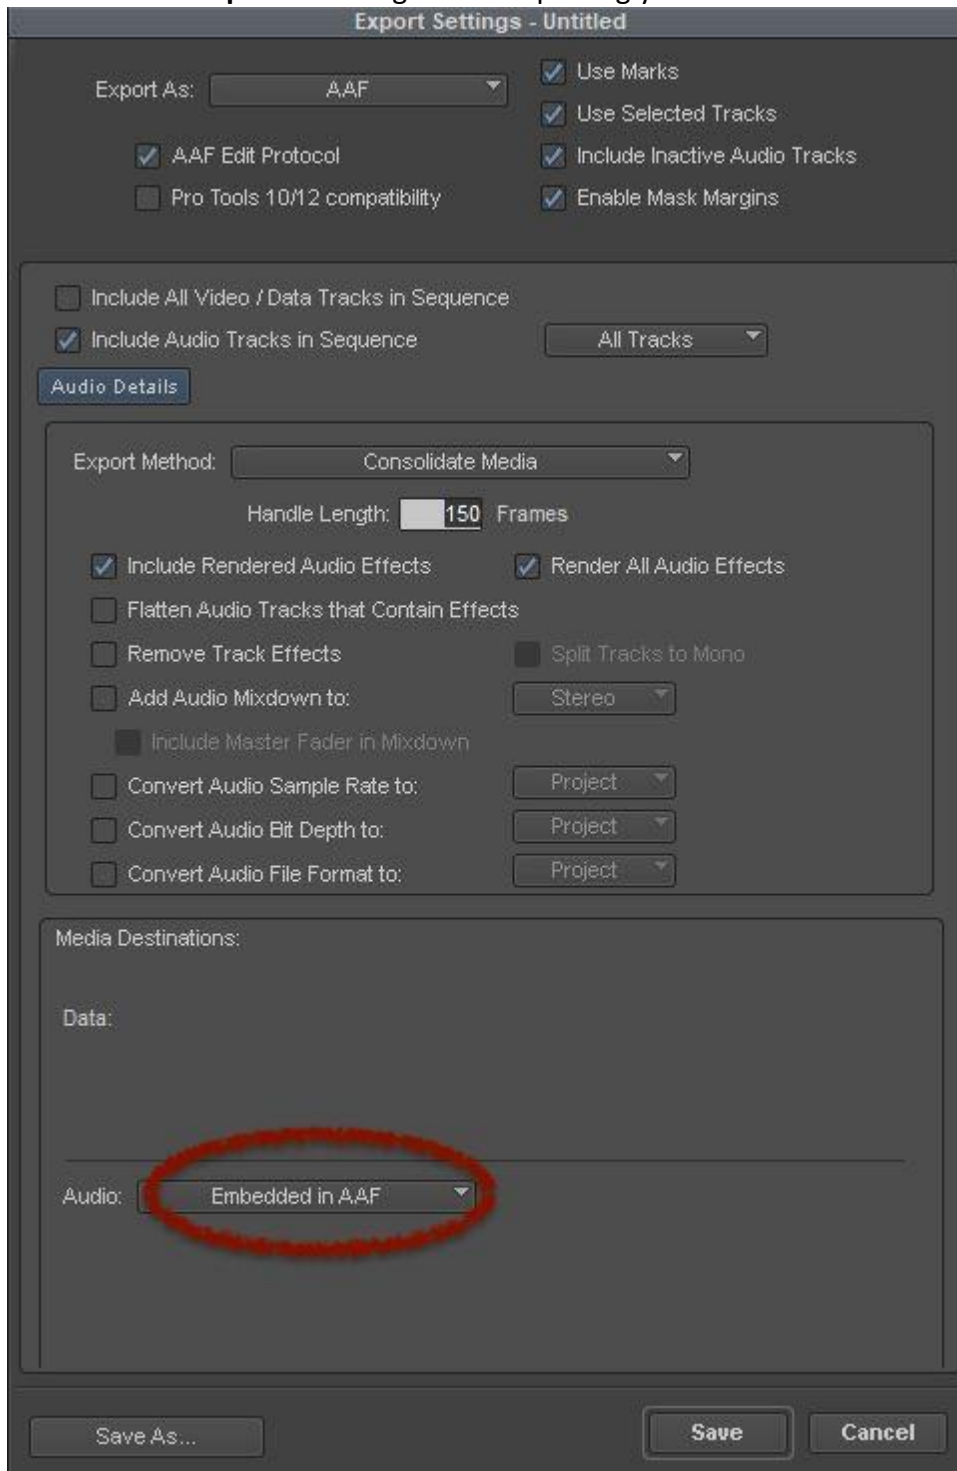 Export Settings - Untitled
Export As: AAF
Use Marks
Use Selected Tracks
AAF Edit Protocol
Include Inactive Audio Tracks
Pro Tools 10/12 compatibility
Enable Mask Margins
Include All Video / Data Tracks in Sequence
Include Audio Tracks in Sequence All Tracks
Audio Details
Export Method: Consolidate Media
Handle Length: 150 Frames
Include Rendered Audio Effects Render All Audio Effects
Flatten Audio Tracks that Contain Effects
Remove Track Effects Split Tracks to Mono
Add Audio Mixdown to: Stereo
Include Master Fader in Mixdown
Convert Audio Sample Rate to: Project
Convert Audio Bit Depth to: Project
Convert Audio File Format to: Project
Media Destinations:
Data:
Audio: Embedded in AAF
Save As... Save Cancel